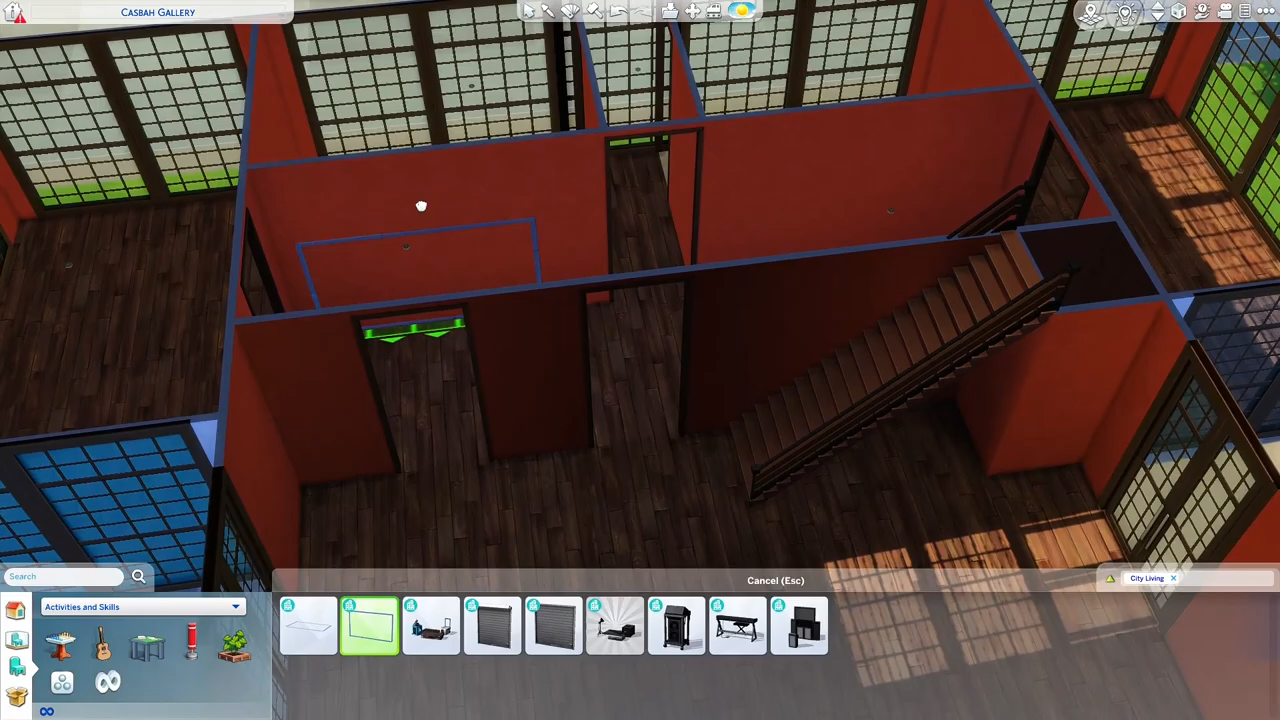 CASBAH GALLERY
Cancel (Esc)
Search
City Living
Activities and Skills